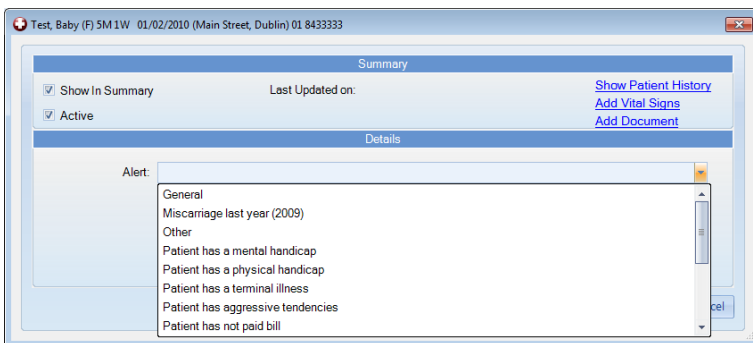 Test, Baby (F) 5M 1W 01/02/2010 (Main Street, Dublin) 01 8433333
Summary
Show In Summary
Last Updated on:
Show Patient History
Active
Add Vital Signs
Add Document
Details
Alert:
General
Miscarriage last year (2009)
Other
Patient has a mental handicap
Patient has a physical handicap
Patient has a terminal illness
Patient has aggressive tendencies
Patient has not paid bill
cel